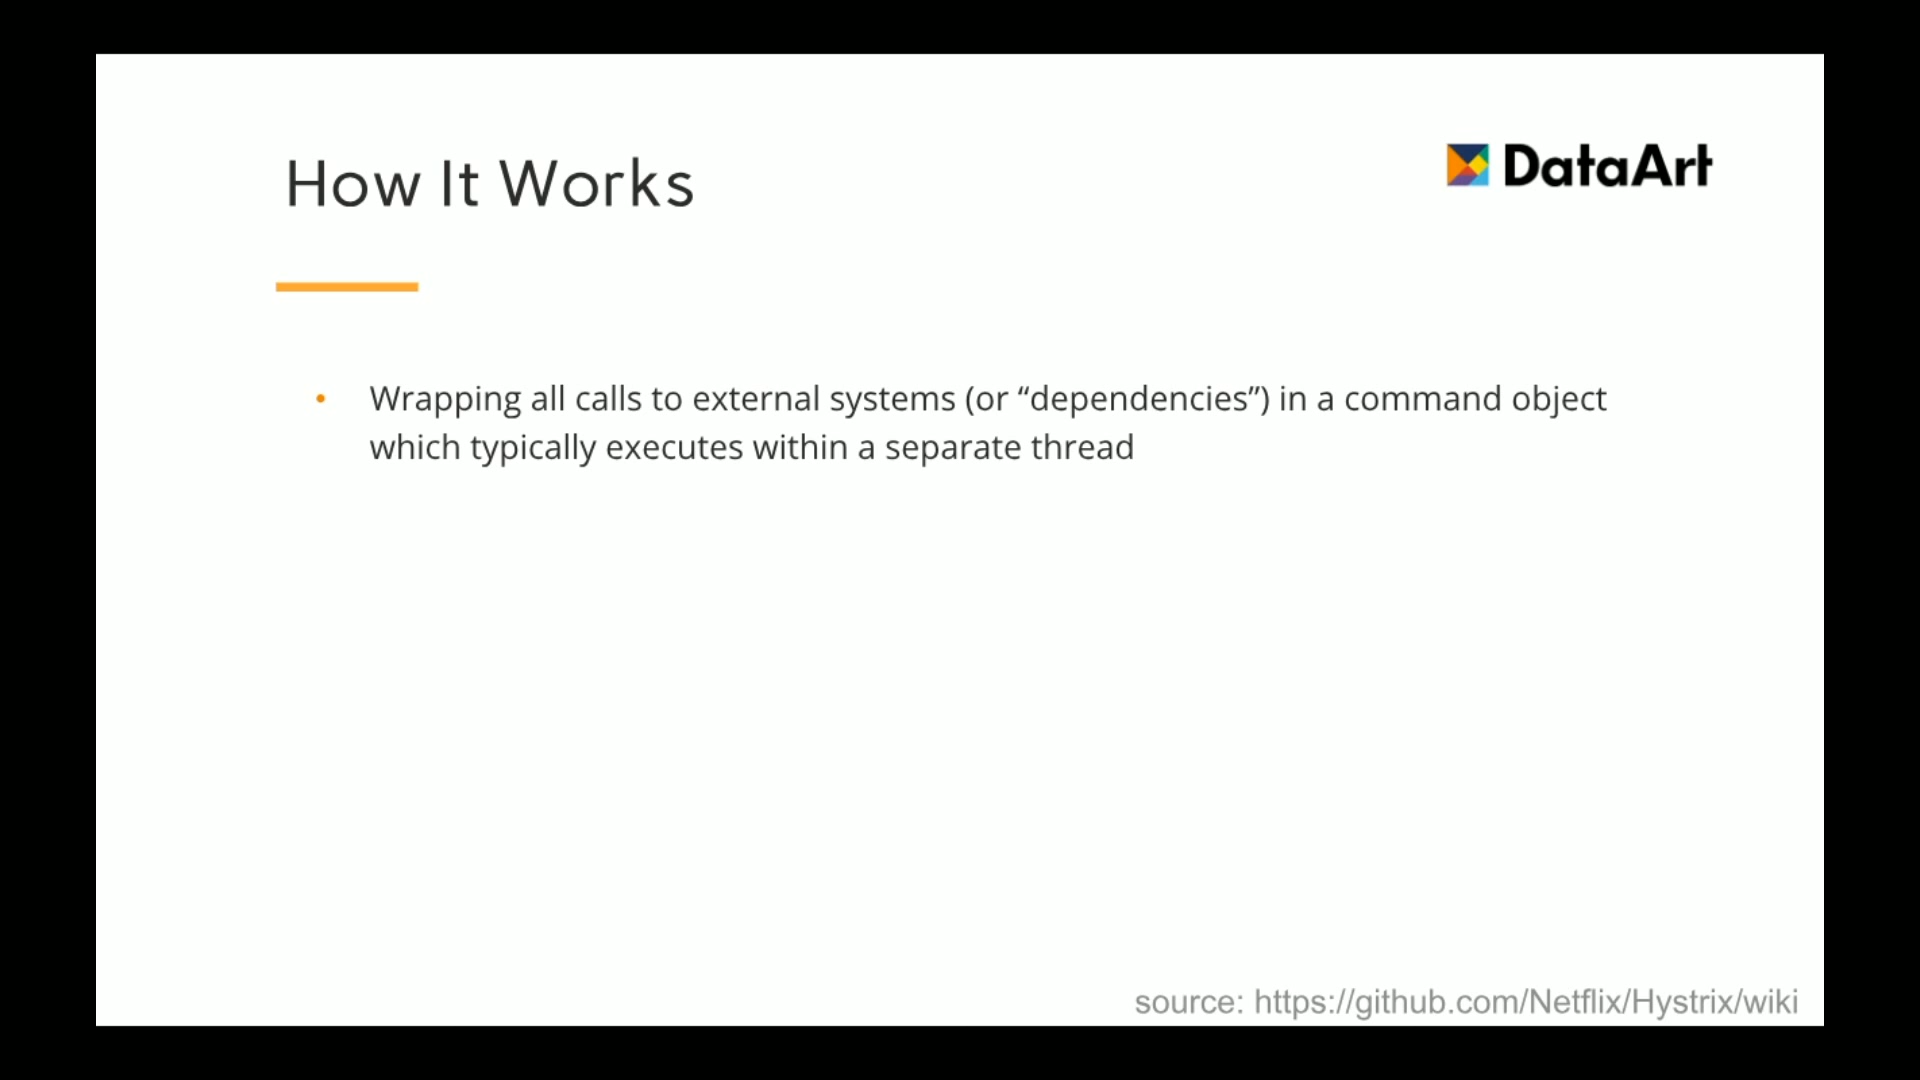 How It Works
DataArt
• Wrapping all calls to external systems (or “dependencies”) in a command object
which typically executes within a separate thread
source: https://github.com/Netflix/Hystrix/wiki